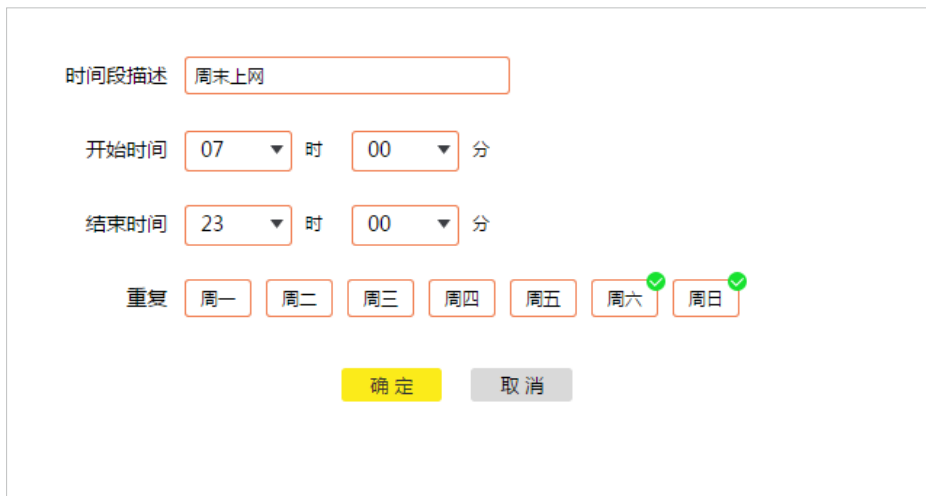 时间段描述 周末上网
开始时间 07 时 00 分
结束时间 23 时 00 分
重复 周一 周二 周三 周四 周五 周六 周日
确定 取消